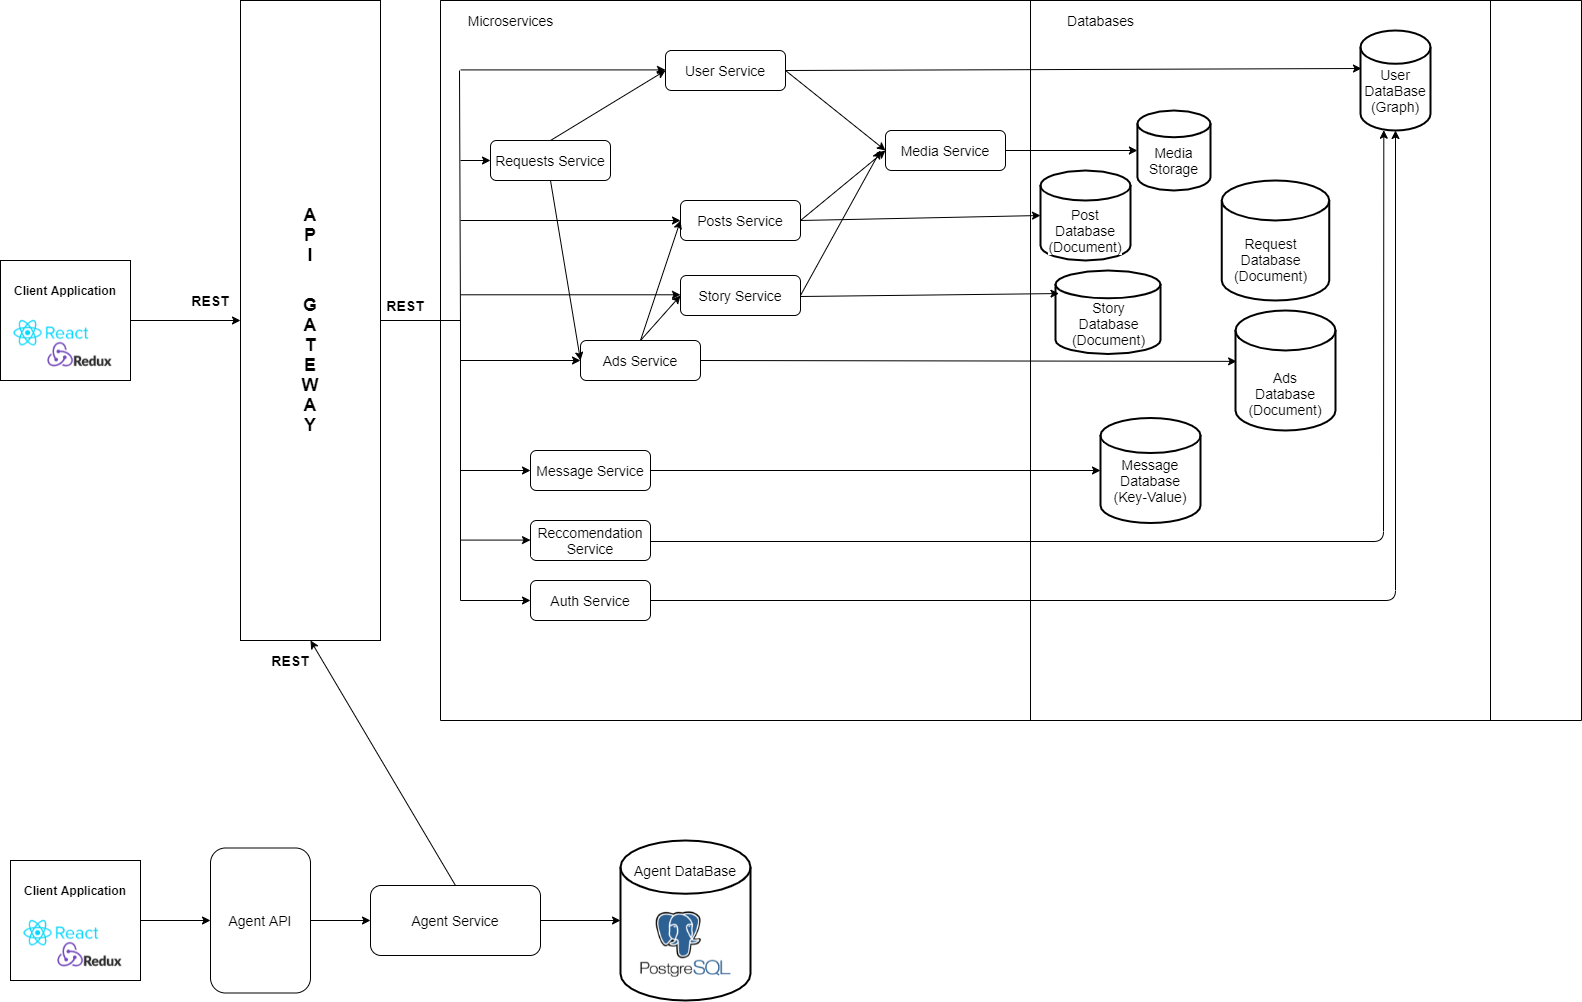 Microservices
Databases
User Service
User
DataBase
(Graph)
Requests Service
Media Service
Media
Storage
Posts Service
Post
Database
(Document)
Request
Database
(Document)
Story Service
Story
Database
(Document)
Ads Service
Ads
Database
(Document)
Message Service
Message
Database
(Key-Value)
Reccomendation
Service
Auth Service
A
P
I
G
A
T
E
W
A
Y
Client Application
React
Redux
REST
REST
REST
Client Application
React
Redux
Agent API
Agent Service
Agent DataBase
PostgreSQL